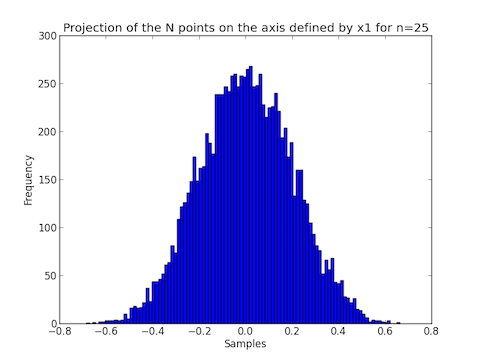 Projection of the N points on the axis defined by x1 for n=25
300
250
200
150
100
50
0
Frequency
−0.8 −0.6 −0.4 −0.2 0.0 0.2 0.4 0.6 0.8
Samples